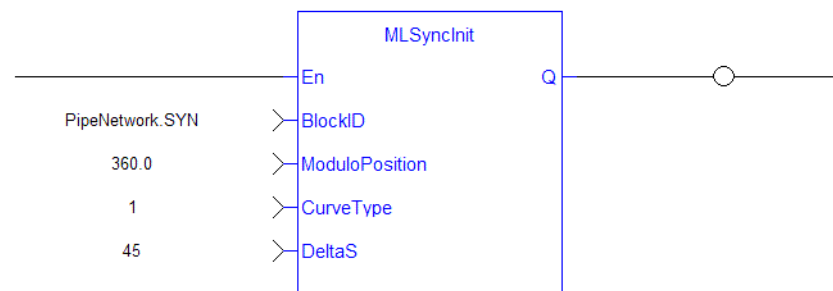 MLSyncInit
En Q
PipeNetwork.SYN BlockID
360.0 ModuloPosition
1 CurveType
45 DeltaS